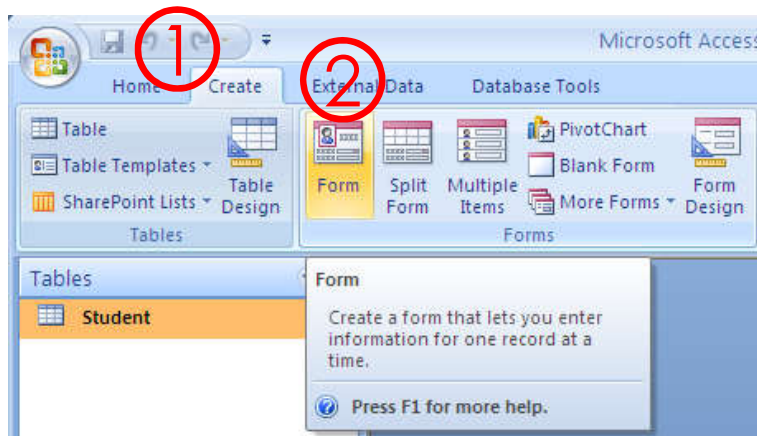 ①
②
Microsoft Access
Home Create External Data Database Tools
Table
Table Templates
SharePoint Lists
Table
Design
Tables
Form
Split
Form
Multiple
Items
PivotChart
Blank Form
More Forms
Form
Design
Forms
Tables
Student
Form
Create a form that lets you enter
information for one record at a
time.
Press F1 for more help.